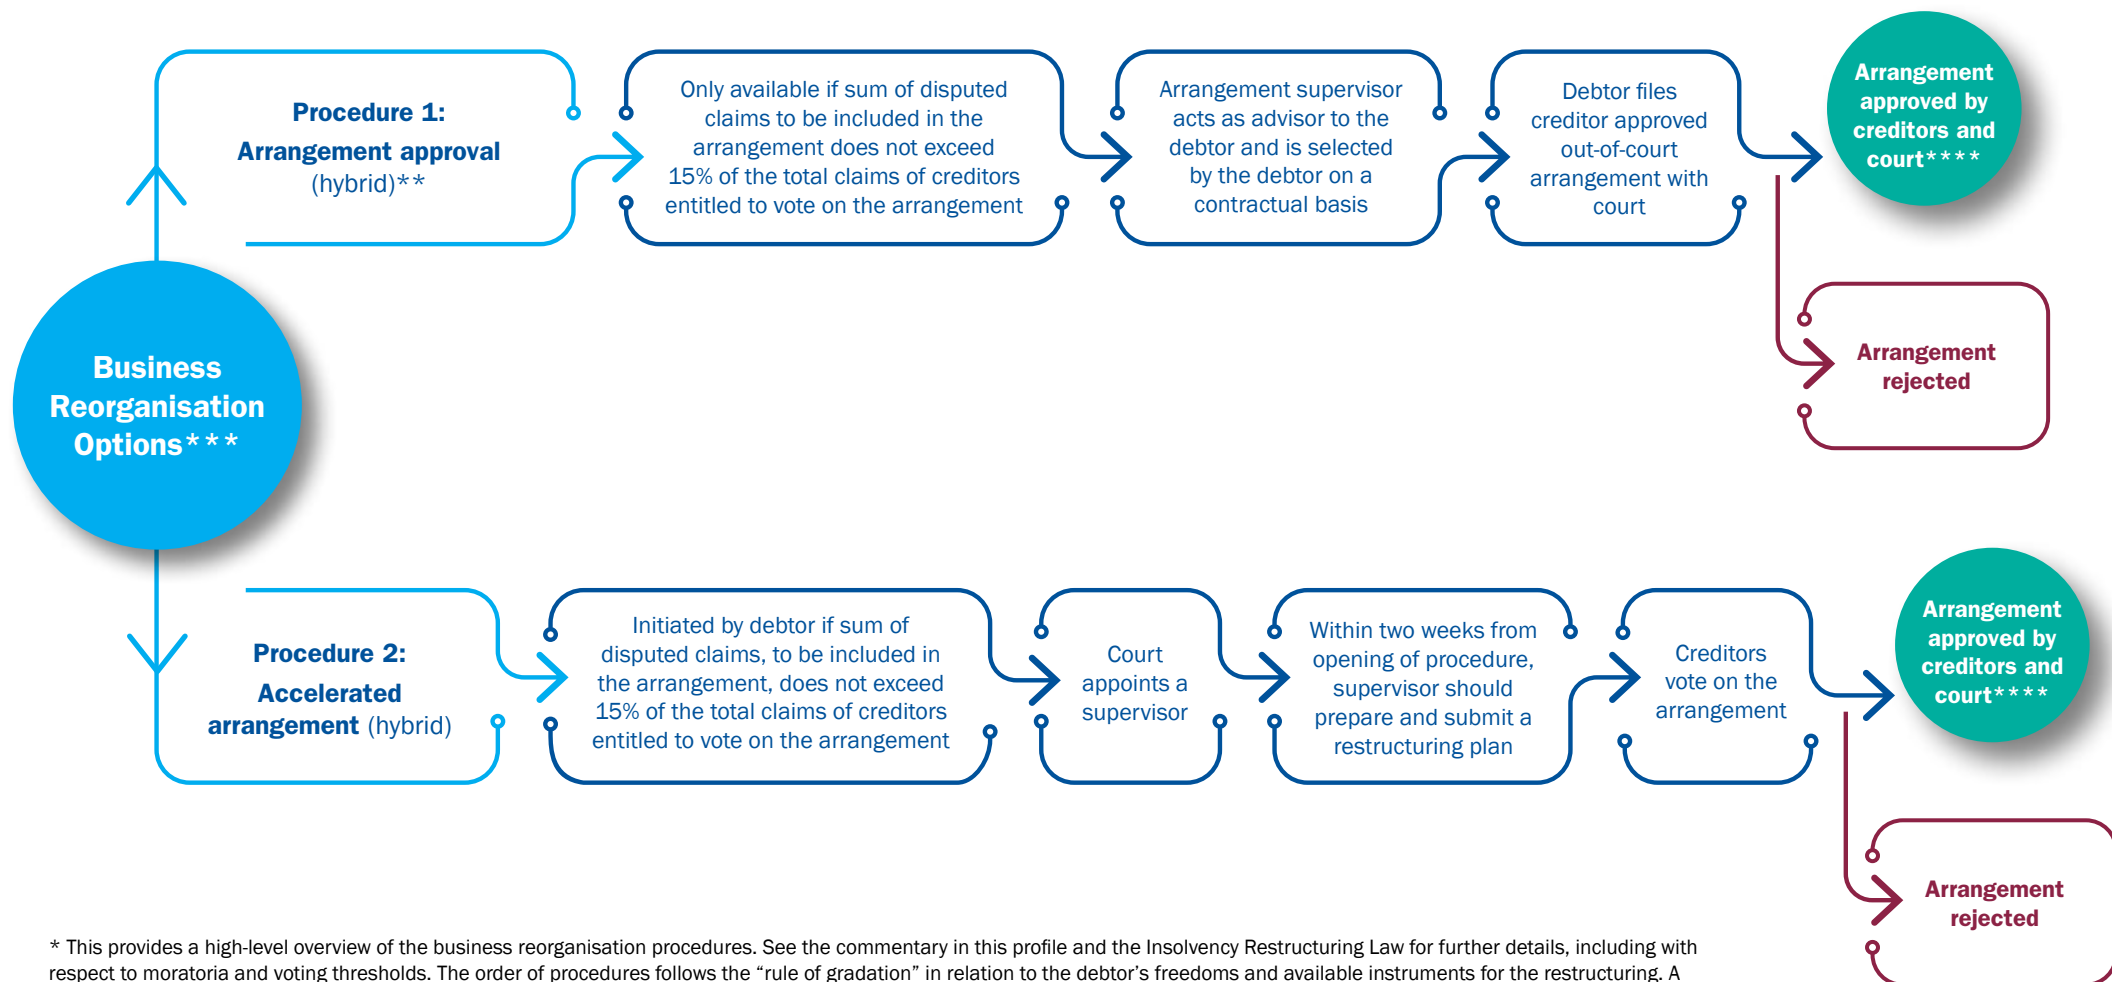 Business
Reorganisation
Options***
Procedure 1:
Arrangement approval
(hybrid)**
Only available if sum of disputed
claims to be included in the
arrangement does not exceed
15% of the total claims of creditors
entitled to vote on the arrangement
Arrangement supervisor
acts as advisor to the
debtor and is selected
by the debtor on a
contractual basis
Debtor files
creditor approved
out-of-court
arrangement with
court
Arrangement
approved by
creditors and
court****
Arrangement
rejected
Procedure 2:
Accelerated
arrangement (hybrid)
Initiated by debtor if sum of
disputed claims, to be included in
the arrangement, does not exceed
15% of the total claims of creditors
entitled to vote on the arrangement
Court
appoints a
supervisor
Within two weeks from
opening of procedure,
supervisor should
prepare and submit a
restructuring plan
Creditors
vote on the
arrangement
Arrangement
approved by
creditors and
court****
Arrangement
rejected
* This provides a high-level overview of the business reorganisation procedures. See the commentary in this profile and the Insolvency Restructuring Law for further details, including with
respect to moratoria and voting thresholds. The order of procedures follows the “rule of gradation” in relation to the debtor’s freedoms and available instruments for the restructuring. A